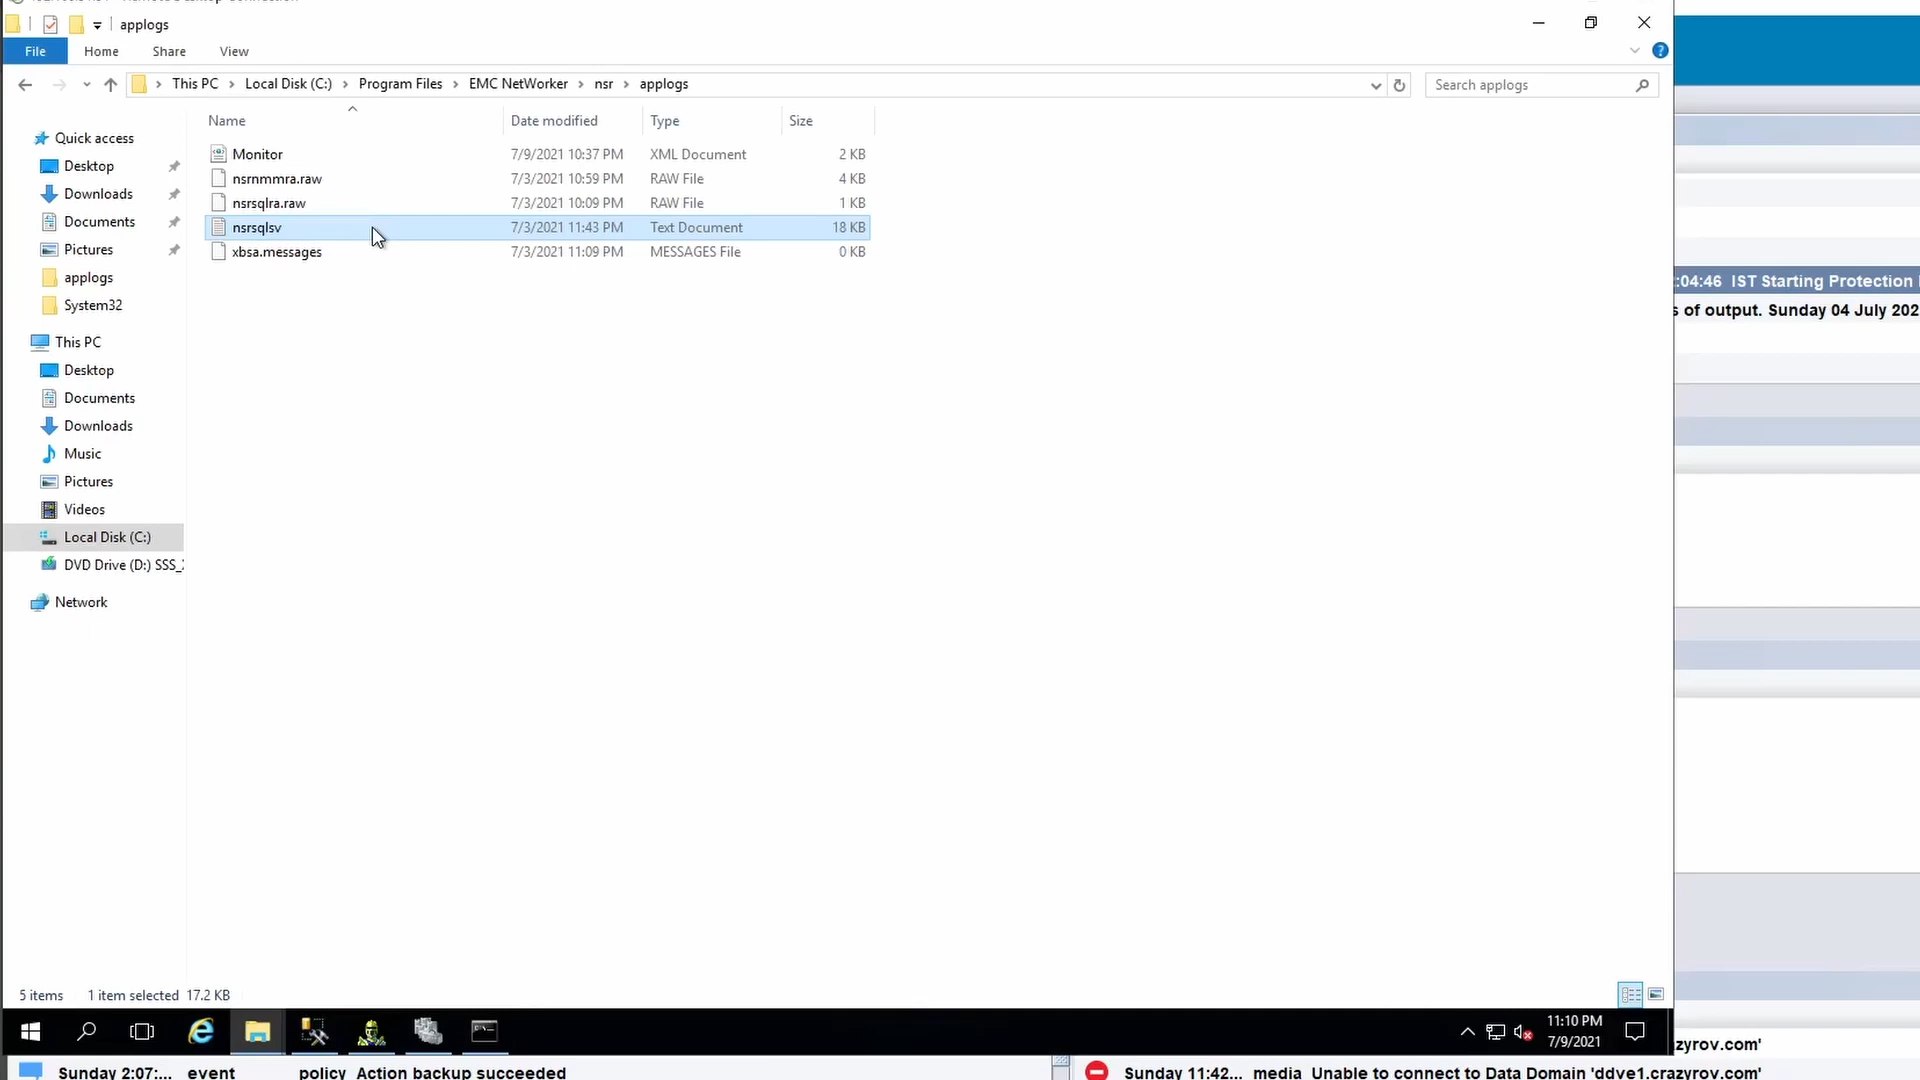 applogs
File Home Share View
This PC Local Disk (C:) Program Files EMC NetWorker nsr applogs
Search applogs
Name Date modified Type Size
Quick access
Desktop
Downloads
Documents
Pictures
applogs
System32
This PC
Desktop
Documents
Downloads
Music
Pictures
Videos
Local Disk (C:)
DVD Drive (D:) SSS_
Network
Monitor 7/9/2021 10:37 PM XML Document 2 KB
nsrnmmra.raw 7/3/2021 10:59 PM RAW File 4 KB
nsrsqlra.raw 7/3/2021 10:09 PM RAW File 1 KB
nsrsqlsv 7/3/2021 11:43 PM Text Document 18 KB
xbsa.messages 7/3/2021 11:09 PM MESSAGES File 0 KB
:04:46 IST Starting Protection
s of output. Sunday 04 July 202
5 items 1 item selected 17.2 KB
11:10 PM
7/9/2021
zyrov.com'
Sunday 2:07:... event policy Action backup succeeded
Sunday 11:42... media Unable to connect to Data Domain 'ddve1.crazyrov.com'